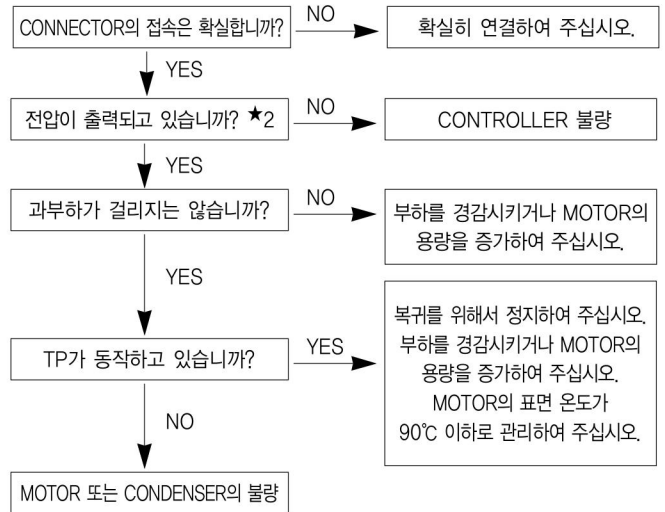 CONNECTOR의 접속은 확실합니까?
NO
확실히 연결하여 주십시오.
YES
전압이 출력되고 있습니까? ★2
NO
CONTROLLER 불량
YES
과부하가 걸리지는 않습니까?
NO
부하를 경감시키거나 MOTOR의
용량을 증가하여 주십시오.
YES
TP가 동작하고 있습니까?
YES
복귀를 위해서 정지하여 주십시오.
부하를 경감시키거나 MOTOR의
용량을 증가하여 주십시오.
MOTOR의 표면 온도가
90℃ 이하로 관리하여 주십시오.
NO
MOTOR 또는 CONDENSER의 불량